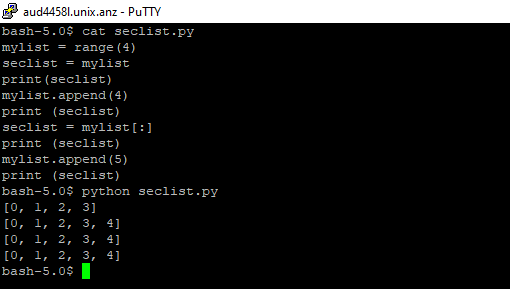 aud4458l.unix.anz - PuTTY
bash-5.0$ cat seclist.py
mylist = range(4)
seclist = mylist
print(seclist)
mylist.append(4)
print (seclist)
seclist = mylist[:]
print (seclist)
mylist.append(5)
print (seclist)
bash-5.0$ python seclist.py
[0, 1, 2, 3]
[0, 1, 2, 3, 4]
[0, 1, 2, 3, 4]
[0, 1, 2, 3, 4]
bash-5.0$